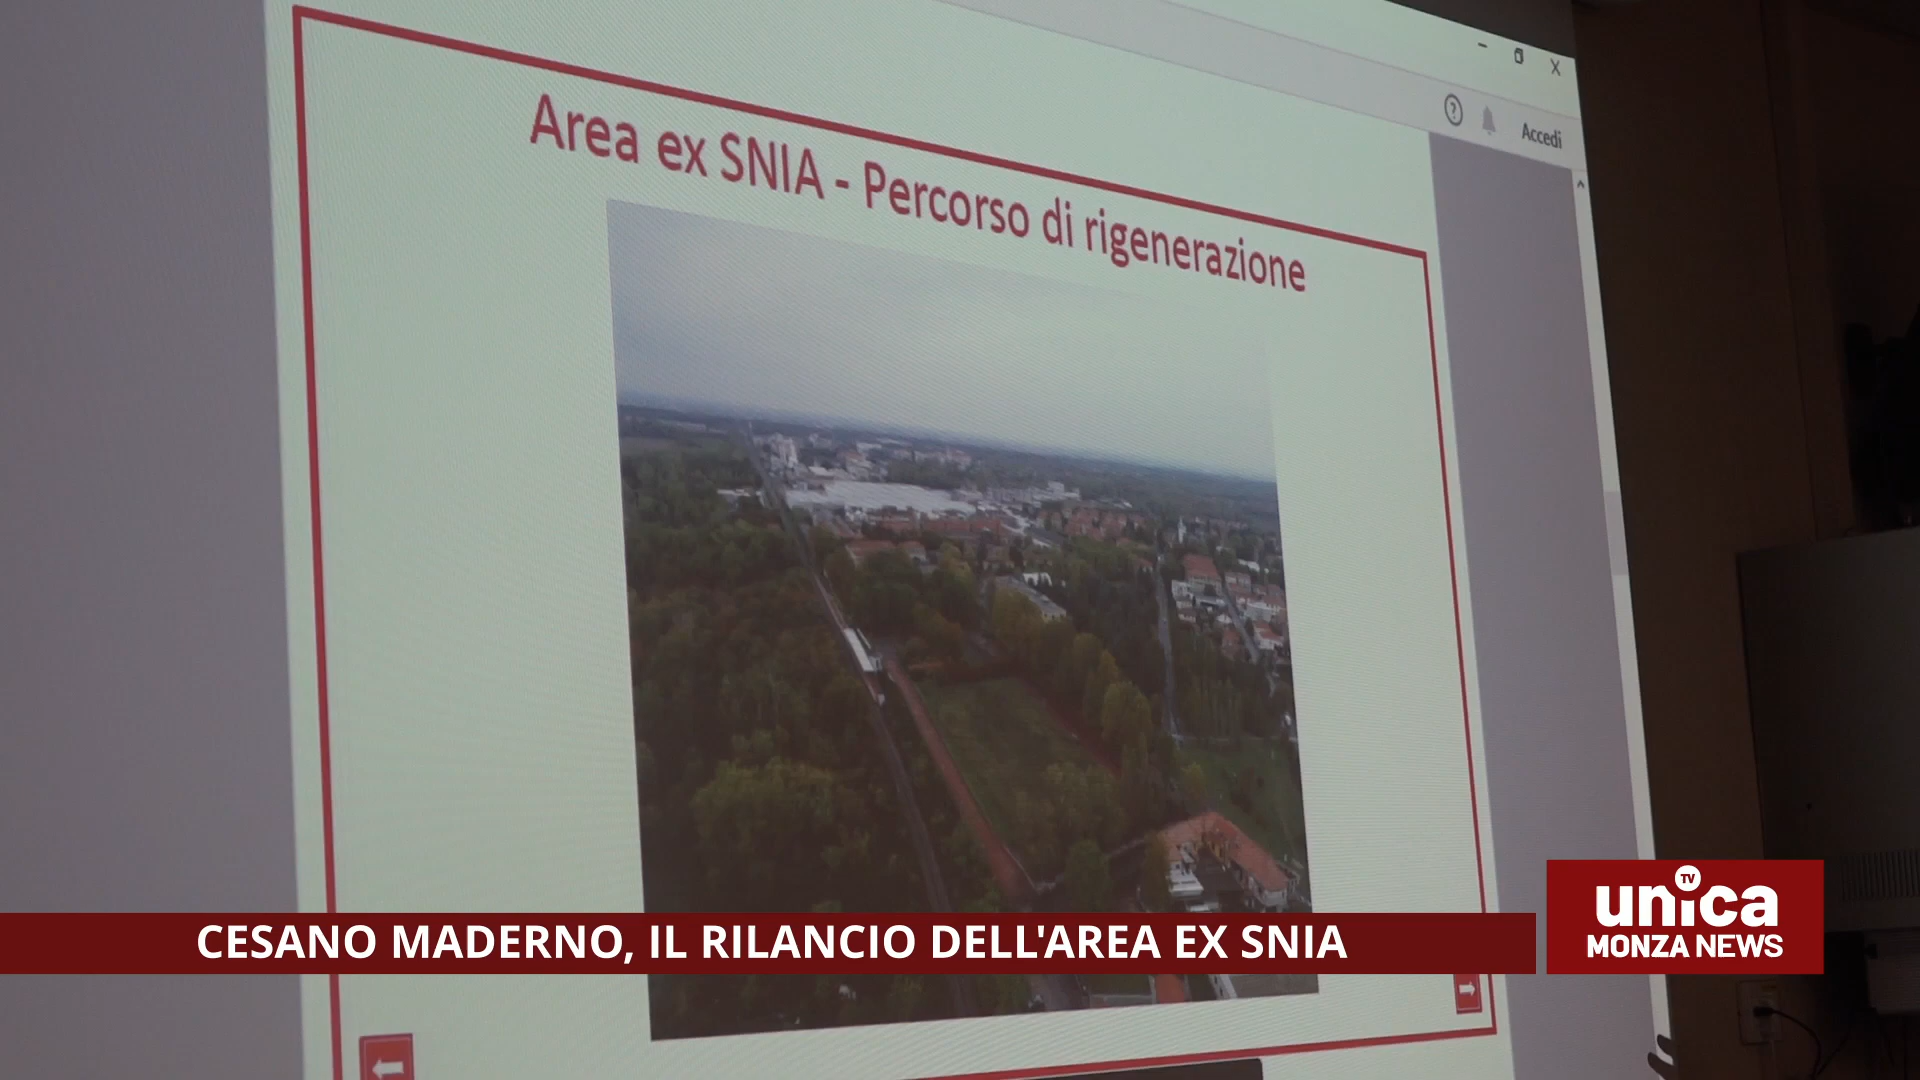 Accedi
Area ex SNIA - Percorso di rigenerazione
unica TV
MONZA NEWS
CESANO MADERNO, IL RILANCIO DELL'AREA EX SNIA